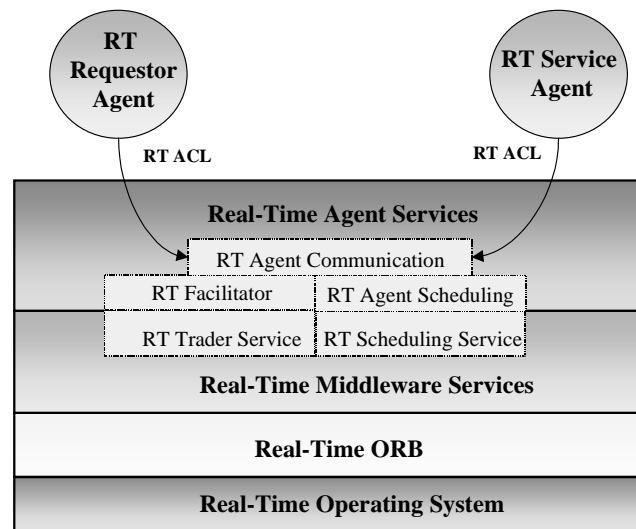 RT
Requestor
Agent
RT Service
Agent
RT ACL
RT ACL
Real-Time Agent Services
RT Agent Communication
RT Facilitator
RT Agent Scheduling
RT Trader Service
RT Scheduling Service
Real-Time Middleware Services
Real-Time ORB
Real-Time Operating System